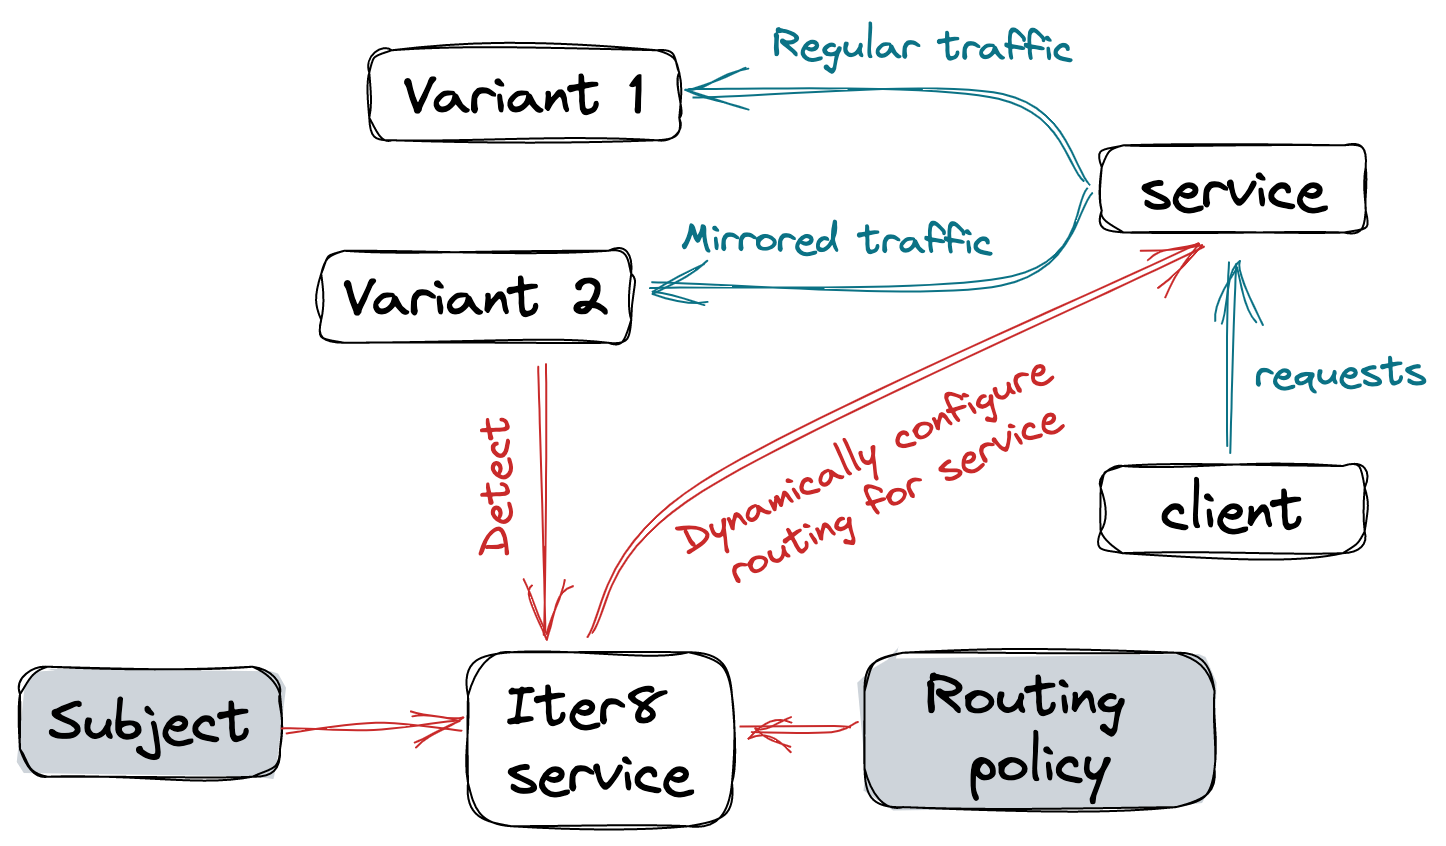 Regular traffic
Variant 1
service
Mirrored traffic
Variant 2
requests
Detect
Dynamically configure
routing for service
client
Subject
Iter8
service
Routing
policy